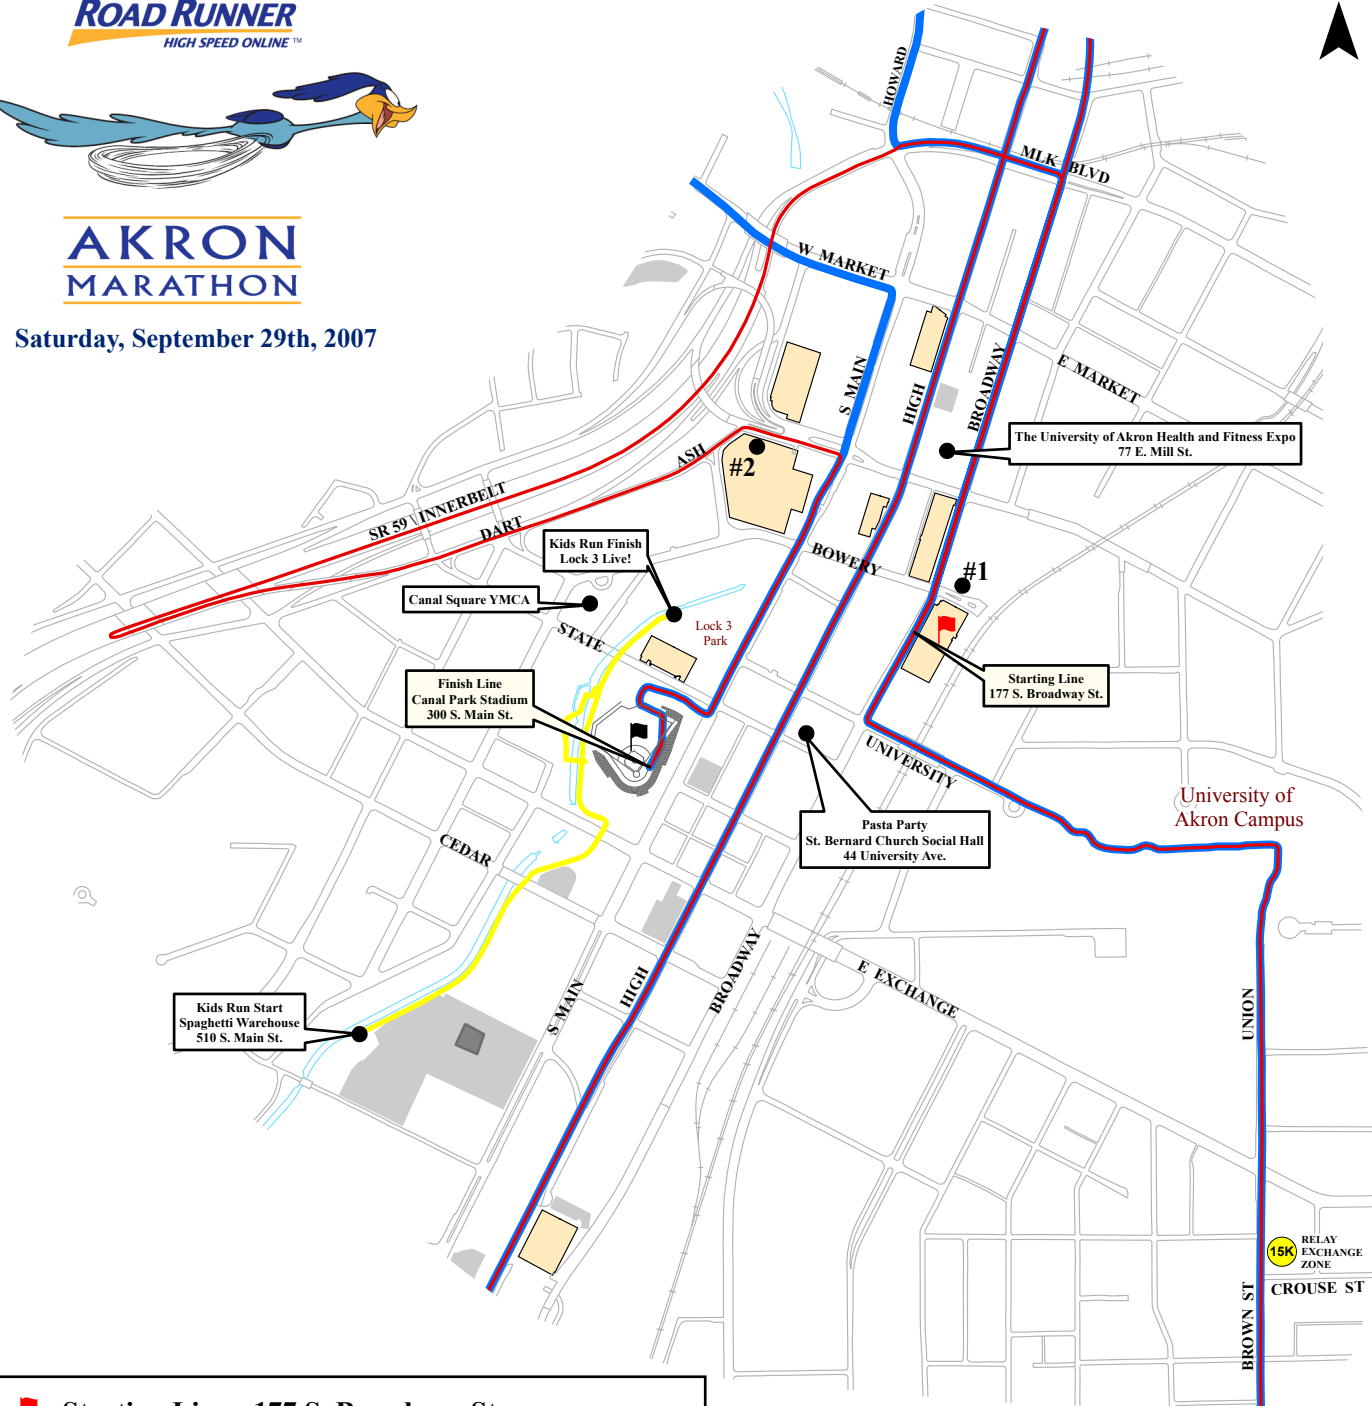 ROAD RUNNER
HIGH SPEED ONLINE™
AKRON
MARATHON
Saturday, September 29th, 2007
HOWARD
MLK BLVD
W MARKET
S MAIN
HIGH
BROADWAY
E MARKET
The University of Akron Health and Fitness Expo
77 E. Mill St.
ASH
#2
SR 59 \ INNERBELT
DART
Kids Run Finish
Lock 3 Live!
BOWERY
#1
Canal Square YMCA
STATE
Lock 3
Park
Starting Line
177 S. Broadway St.
Finish Line
Canal Park Stadium
300 S. Main St.
UNIVERSITY
University of
Akron Campus
Pasta Party
St. Bernard Church Social Hall
44 University Ave.
CEDAR
S MAIN
HIGH
BROADWAY
E EXCHANGE
Kids Run Start
Spaghetti Warehouse
510 S. Main St.
UNION
15K
RELAY
EXCHANGE
ZONE
CROUSE ST
BROWN ST